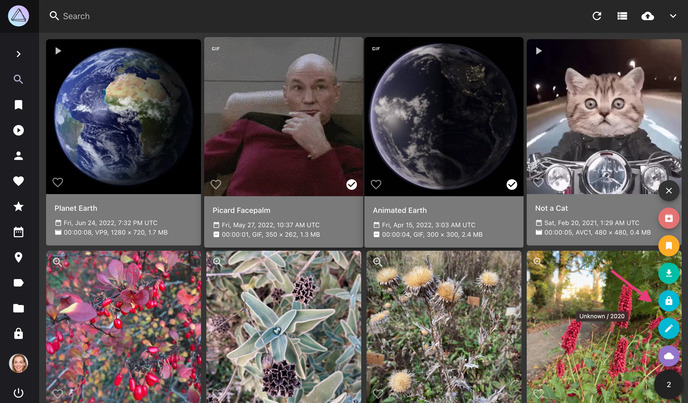 Search
GIF
GIF
Planet Earth
Fri, Jun 24, 2022, 7:32 PM UTC
00:00:08, VP9, 1280 × 720, 1.7 MB
Picard Facepalm
Fri, May 27, 2022, 10:37 AM UTC
00:00:01, GIF, 350 × 262, 1.3 MB
Animated Earth
Fri, Apr 15, 2022, 3:03 AM UTC
00:00:04, GIF, 300 × 300, 2.4 MB
Not a Cat
Sat, Feb 20, 2021, 1:29 AM UTC
00:00:05, AVC1, 480 × 480, 0.4 MB
Unknown / 2020
2